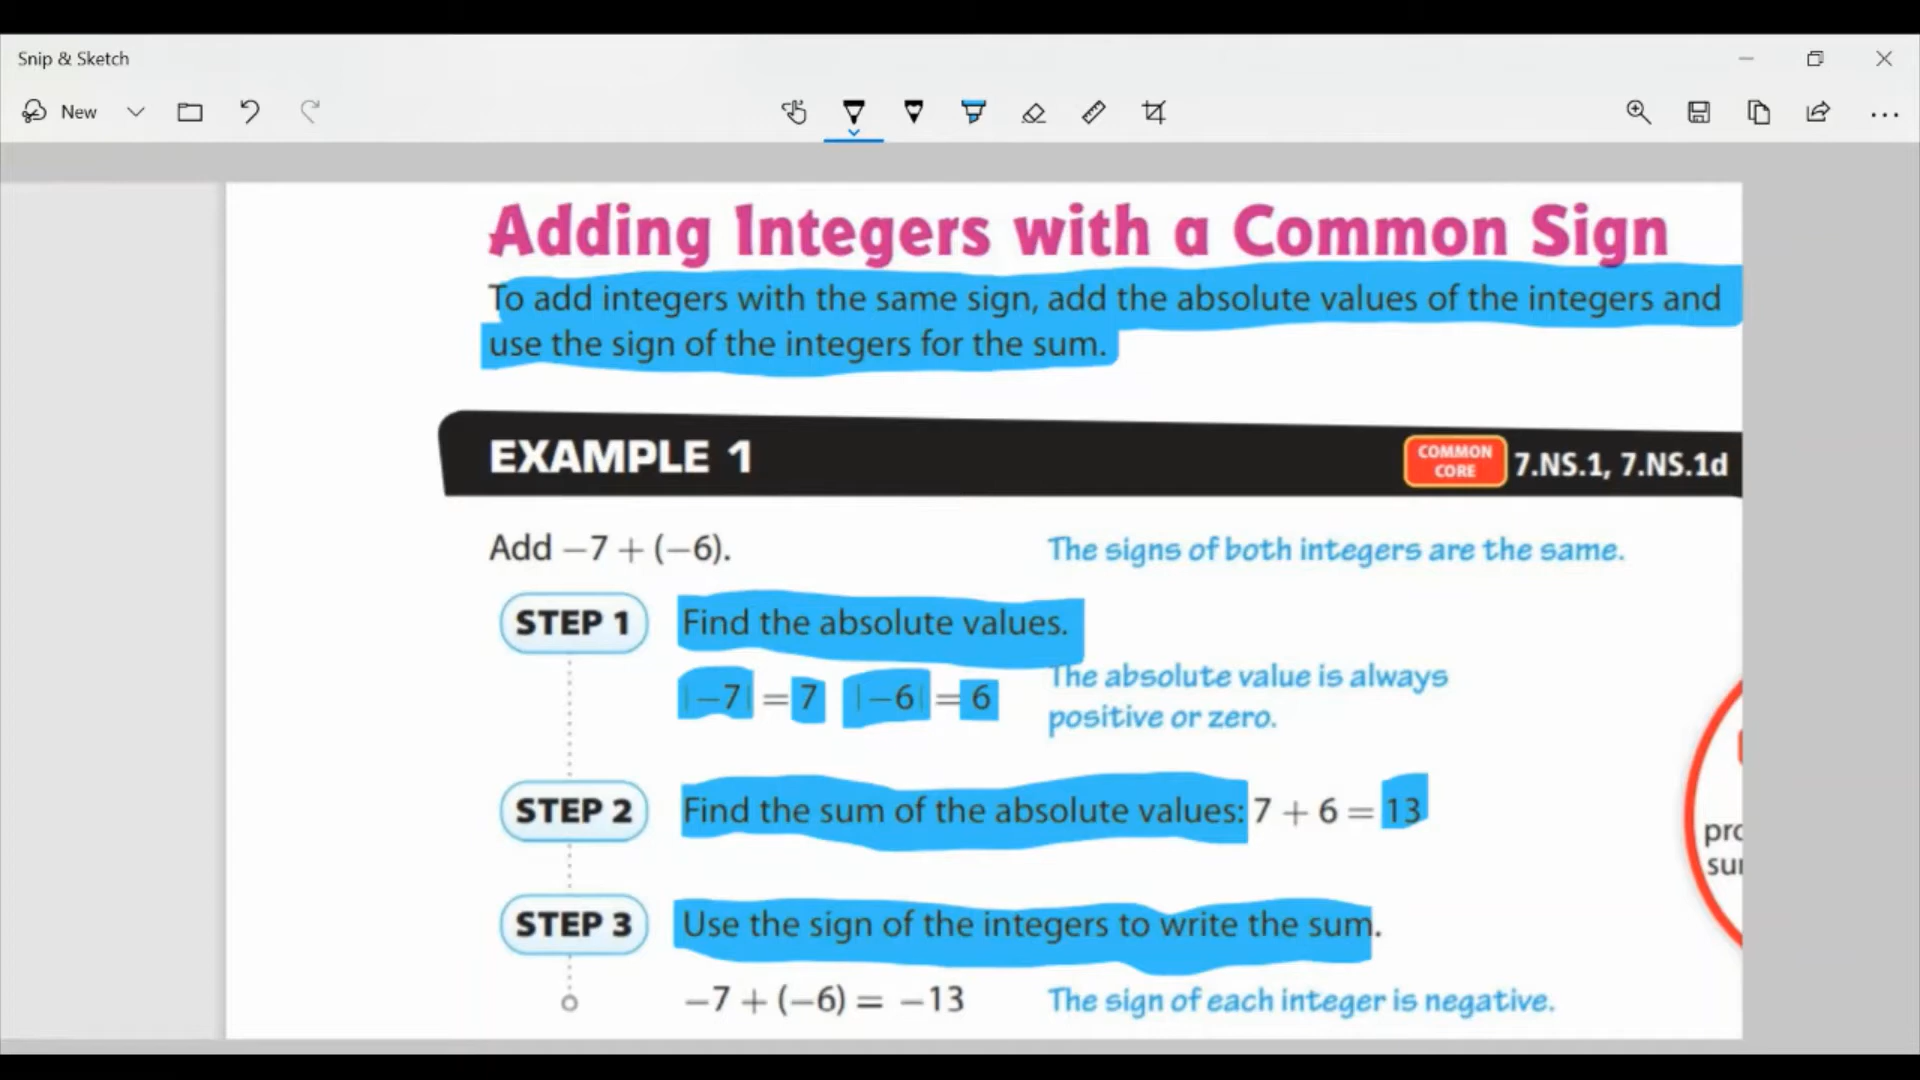 Snip & Sketch
New
Adding Integers with a Common Sign
To add integers with the same sign, add the absolute values of the integers and
use the sign of the integers for the sum.
EXAMPLE 1
COMMON
CORE
7.NS.1, 7.NS.1d
Add −7 + (−6).
The signs of both integers are the same.
STEP 1
Find the absolute values.
|−7| = 7 |−6| = 6
The absolute value is always
positive or zero.
STEP 2
Find the sum of the absolute values: 7 + 6 = 13
STEP 3
Use the sign of the integers to write the sum.
−7 + (−6) = −13
The sign of each integer is negative.